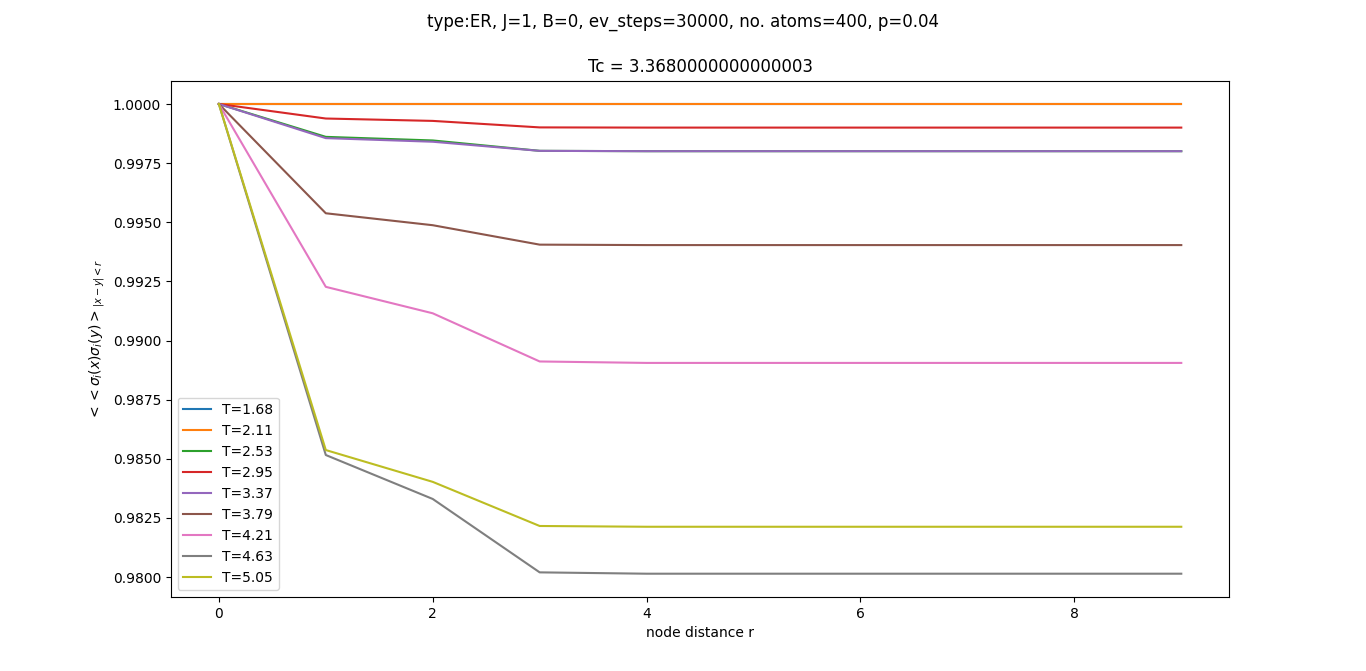 type:ER, J=1, B=0, ev_steps=30000, no. atoms=400, p=0.04
Tc = 3.3680000000000003
1.0000
0.9975
0.9950
0.9925
0.9900
0.9875
0.9850
0.9825
0.9800
< < σᵢ(x)σᵢ(y) > |x − y| < r
T=1.68
T=2.11
T=2.53
T=2.95
T=3.37
T=3.79
T=4.21
T=4.63
T=5.05
0 2 4 6 8
node distance r